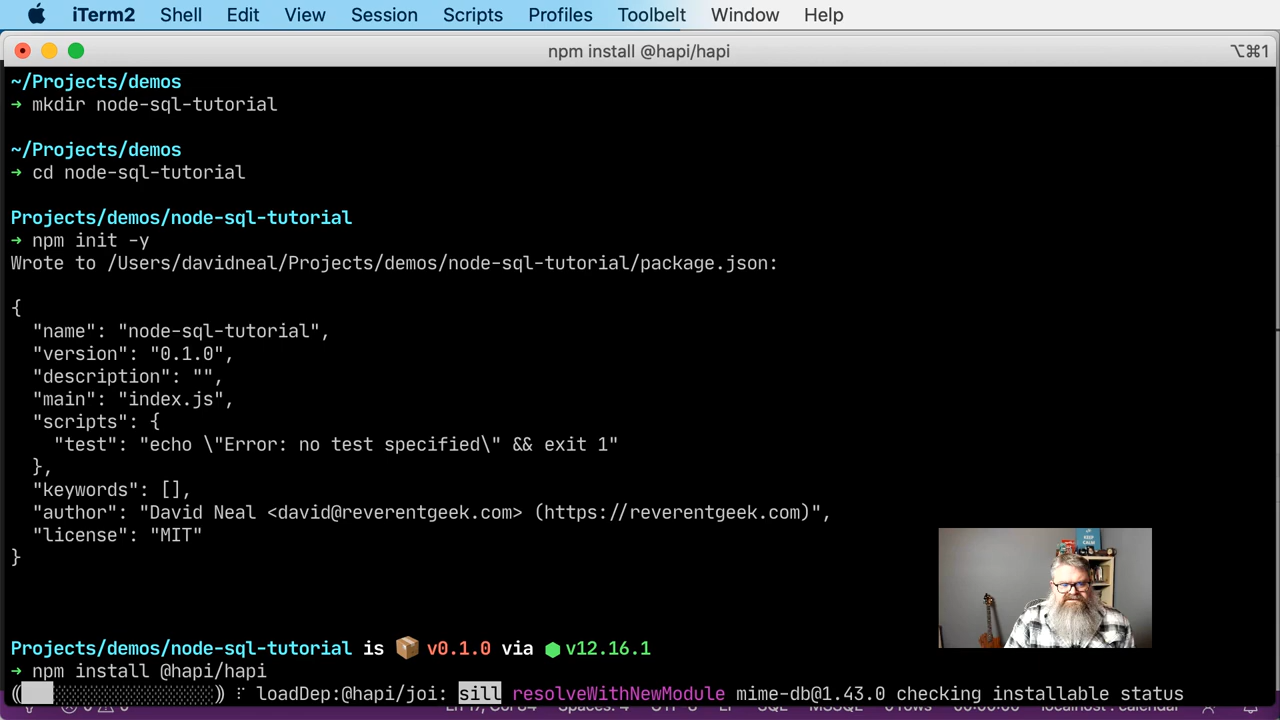 iTerm2 Shell Edit View Session Scripts Profiles Toolbelt Window Help
npm install @hapi/hapi ⌥⌘1
~/Projects/demos
➜ mkdir node-sql-tutorial
~/Projects/demos
➜ cd node-sql-tutorial
Projects/demos/node-sql-tutorial
➜ npm init -y
Wrote to /Users/davidneal/Projects/demos/node-sql-tutorial/package.json:
{
"name": "node-sql-tutorial",
"version": "0.1.0",
"description": "",
"main": "index.js",
"scripts": {
"test": "echo \"Error: no test specified\" && exit 1"
},
"keywords": [],
"author": "David Neal <david@reverentgeek.com> (https://reverentgeek.com)",
"license": "MIT"
}
KEEP CALM
Projects/demos/node-sql-tutorial is 📦 v0.1.0 via ⬢ v12.16.1
➜ npm install @hapi/hapi
(██░░░░░░░░░░░░░░░░) ⠏ loadDep:@hapi/joi: sill resolveWithNewModule mime-db@1.43.0 checking installable status